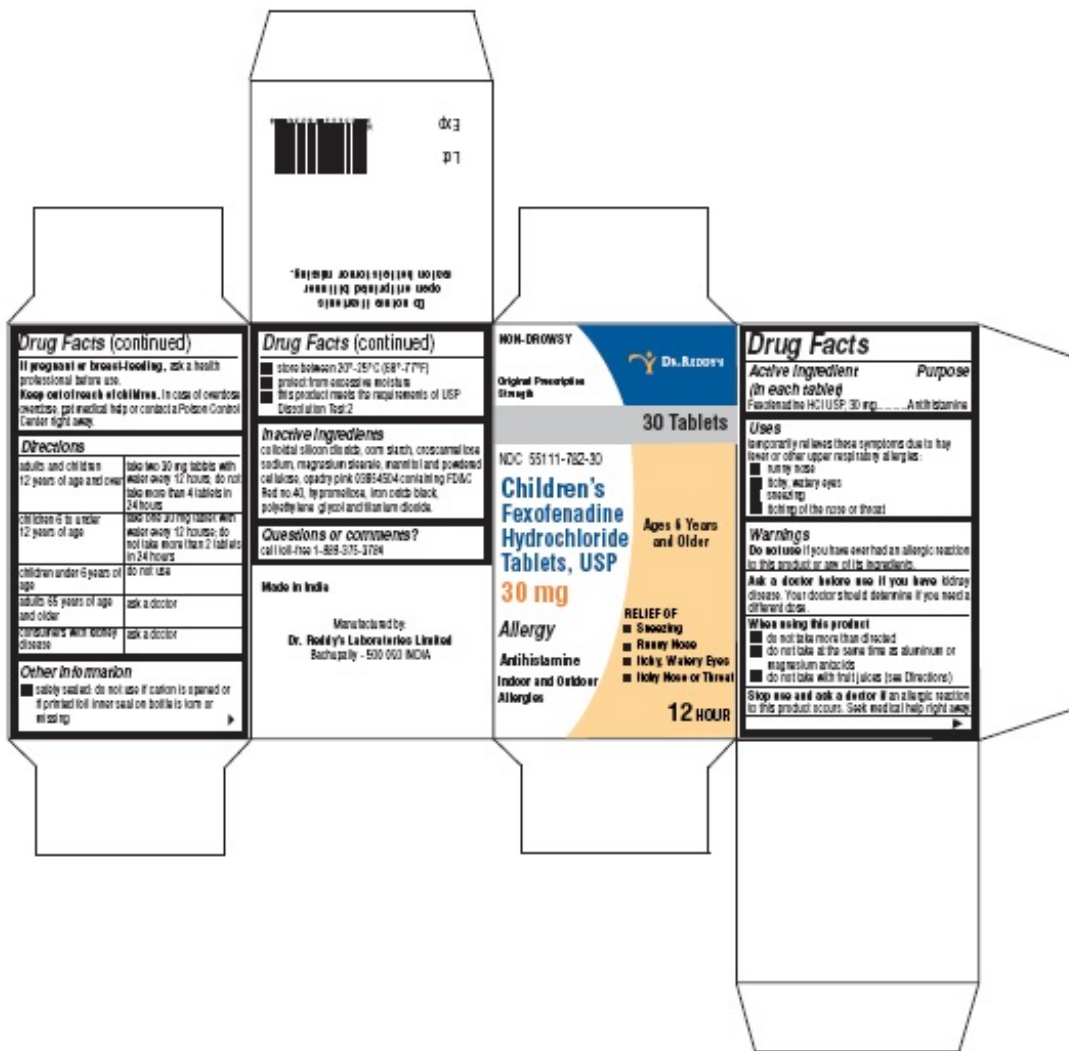 Lot
Exp
Do not use if carton is
open or if printed foil inner
seal on bottle is torn or missing.
Drug Facts (continued)
If pregnant or breast-feeding, ask a health
professional before use.
Keep out of reach of children. In case of overdose
overdose, get medical help or contact a Poison Control
Center right away.
Directions
adults and children
12 years of age and over
take two 30 mg tablets with
water every 12 hours; do not
take more than 4 tablets in
24 hours
children 6 to under
12 years of age
take one 30 mg tablet with
water every 12 hourse; do
not take more than 2 tablets
in 24 hours
children under 6 years of
age
do not use
adults 65 years of age
and older
ask a doctor
consumers with kidney
disease
ask a doctor
Other information
safety sealed: do not use if carton is opened or
if printed foil inner seal on bottle is torn or
missing
Drug Facts (continued)
store between 20°-25°C (68°-77°F)
protect from excessive moisture
this product meets the requirements of USP
Dissolution Test 2
Inactive ingredients
colloidal silicon dioxide, corn starch, croscarmellose
sodium, magnesium stearate, mannitol and powdered
cellulose, opadry pink containing FD&C
Red no.40, hypromellose, iron oxide black,
polyethylene glycol and titanium dioxide.
Questions or comments?
call toll-free 1-888-375-3784
Made in India
Manufactured by:
Dr. Reddy's Laboratories Limited
Bachupally - 500 090 INDIA
NON-DROWSY
Original Prescription
Strength
DR.REDDY'S
30 Tablets
NDC 55111-782-30
Children's
Fexofenadine
Hydrochloride
Tablets, USP
30 mg
Allergy
Antihistamine
Indoor and Outdoor
Allergies
Ages 6 Years
and Older
RELIEF OF
■ Sneezing
■ Runny Nose
■ Itchy, Watery Eyes
■ Itchy Nose or Throat
12 HOUR
Drug Facts
Active ingredient Purpose
(in each tablet)
Fexofenadine HCl USP, 30 mg..........Antihistamine
Uses
temporarily relieves these symptoms due to hay
fever or other upper respiratory allergies:
runny nose
itchy, watery eyes
sneezing
itching of the nose or throat
Warnings
Do not use if you have ever had an allergic reaction
to this product or any of its ingredients.
Ask a doctor before use if you have kidney
disease. Your doctor should determine if you need a
different dose.
When using this product
do not take more than directed
do not take at the same time as aluminum or
magnesium antacids
do not take with fruit juices (see Directions)
Stop use and ask a doctor if an allergic reaction
to this product occurs. Seek medical help right away.